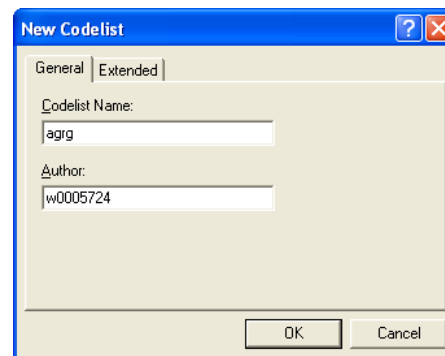 New Codelist
General Extended
Codelist Name:
agrg
Author:
w0005724
OK Cancel